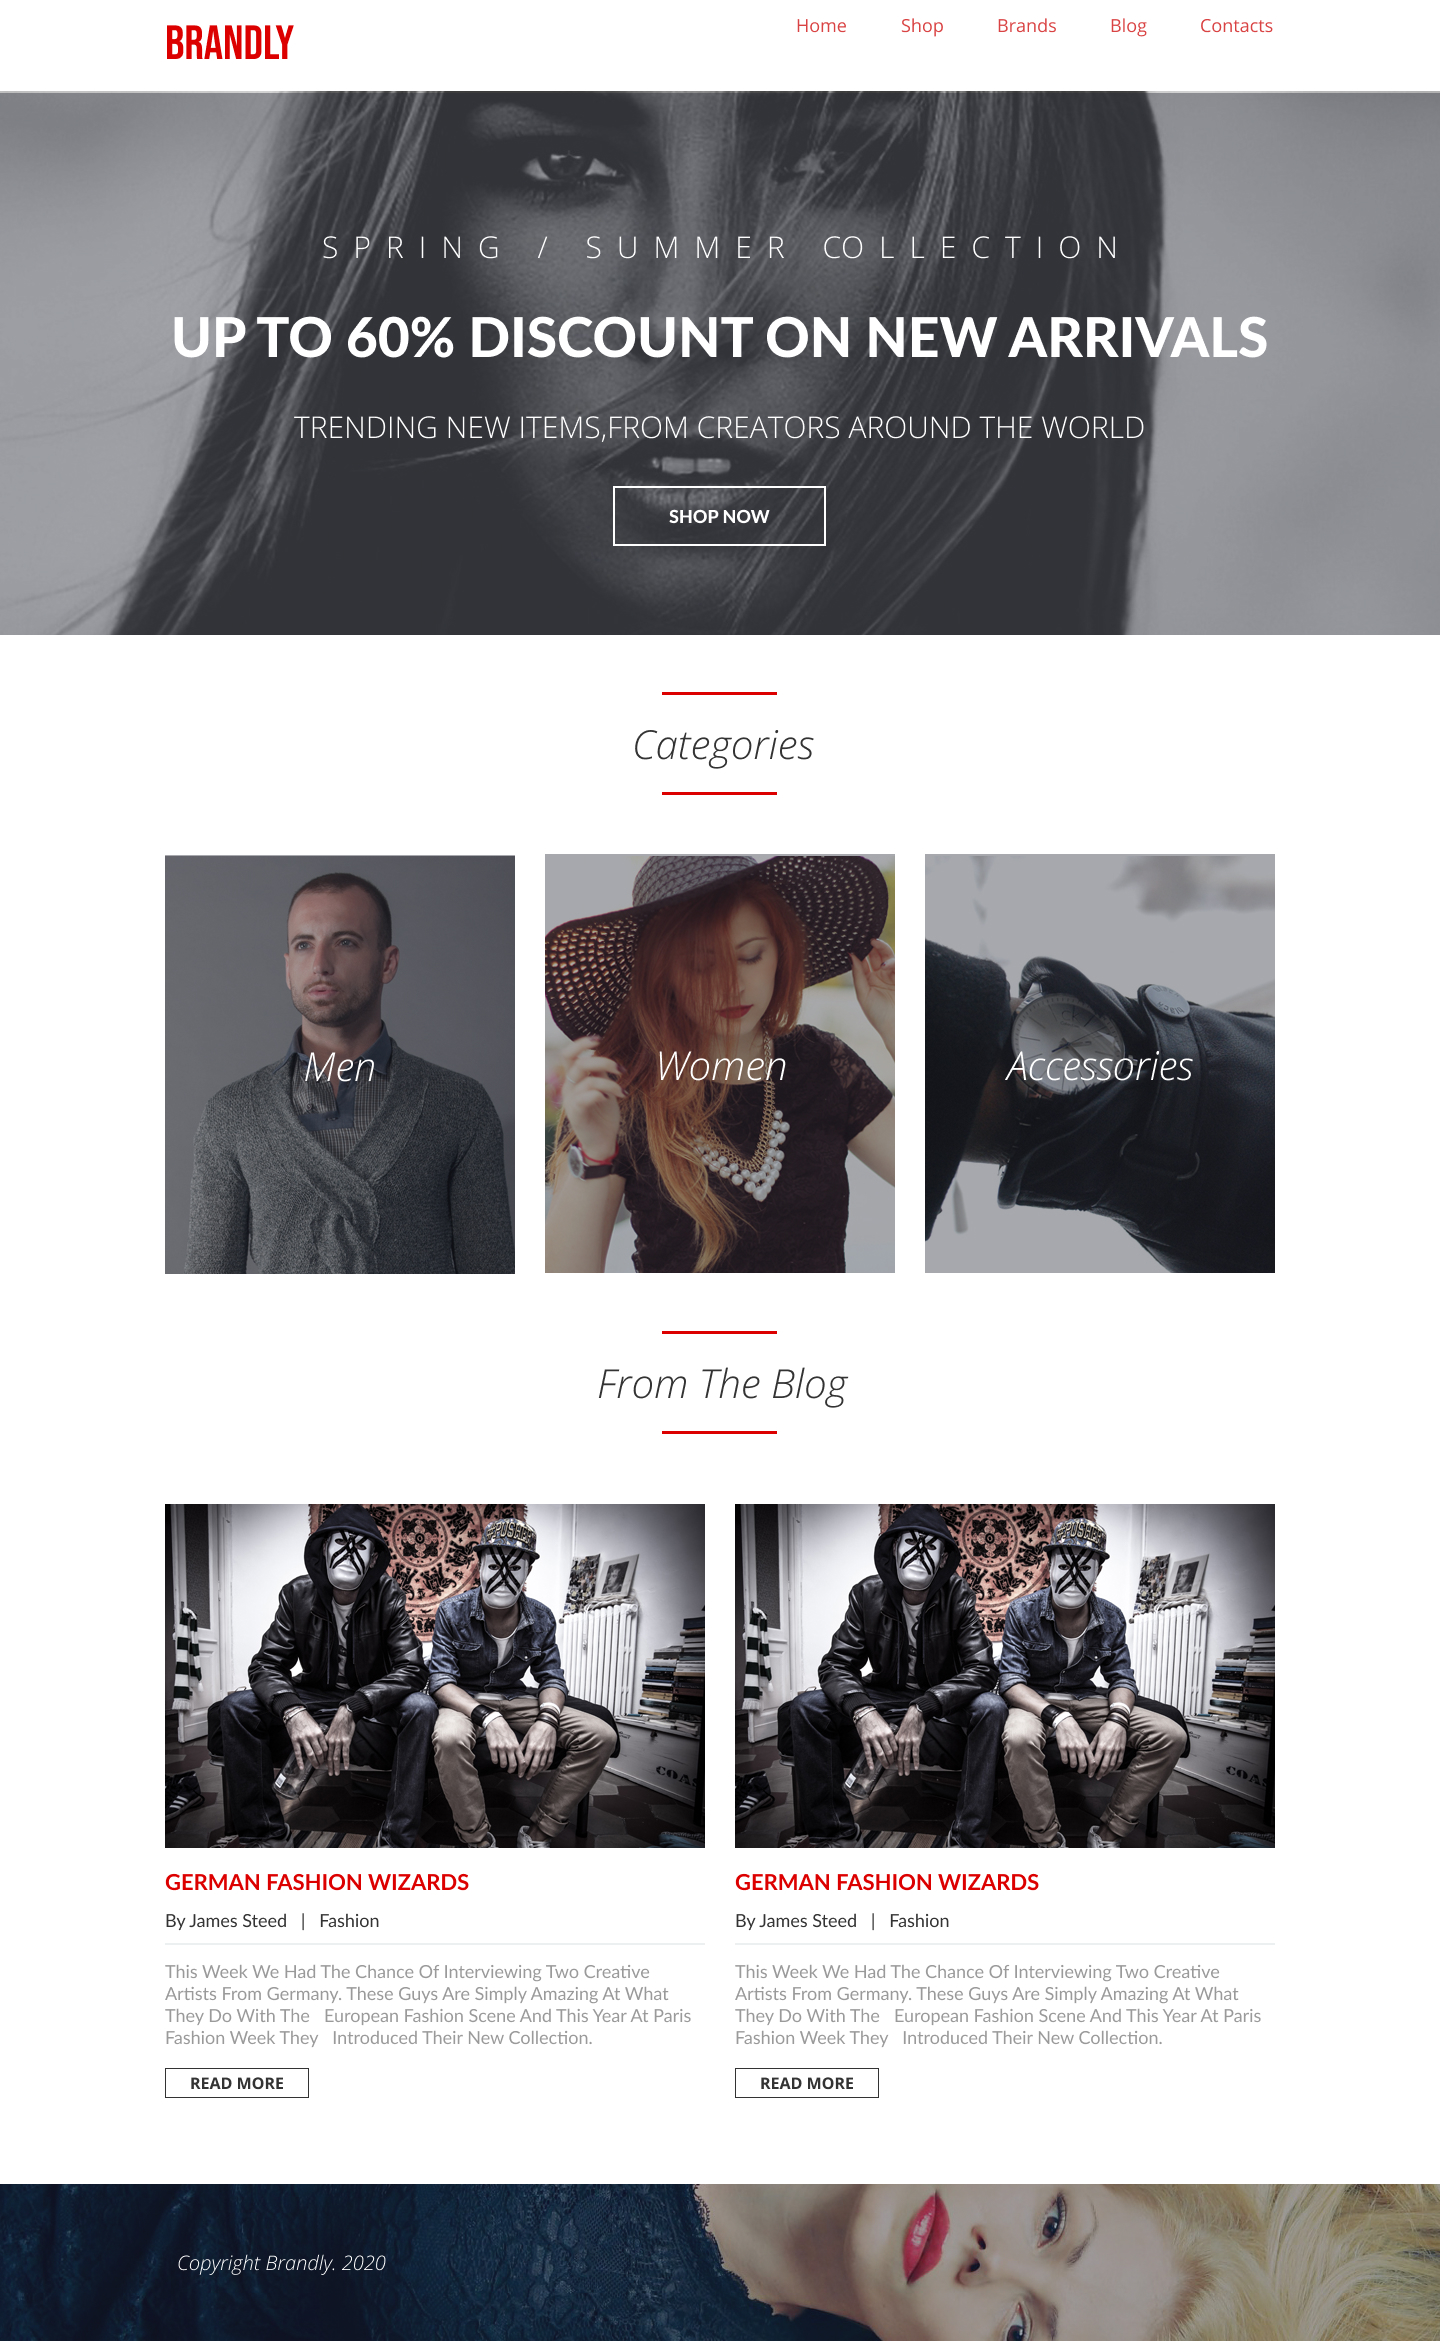 BRANDLY
Home Shop Brands Blog Contacts
SPRING / SUMMER COLLECTION
UP TO 60% DISCOUNT ON NEW ARRIVALS
TRENDING NEW ITEMS,FROM CREATORS AROUND THE WORLD
SHOP NOW
Categories
Men
Women
Accessories
From The Blog
COAS
GERMAN FASHION WIZARDS
By James Steed | Fashion
This Week We Had The Chance Of Interviewing Two Creative
Artists From Germany. These Guys Are Simply Amazing At What
They Do With The European Fashion Scene And This Year At Paris
Fashion Week They Introduced Their New Collection.
READ MORE
COAS
GERMAN FASHION WIZARDS
By James Steed | Fashion
This Week We Had The Chance Of Interviewing Two Creative
Artists From Germany. These Guys Are Simply Amazing At What
They Do With The European Fashion Scene And This Year At Paris
Fashion Week They Introduced Their New Collection.
READ MORE
Copyright Brandly. 2020